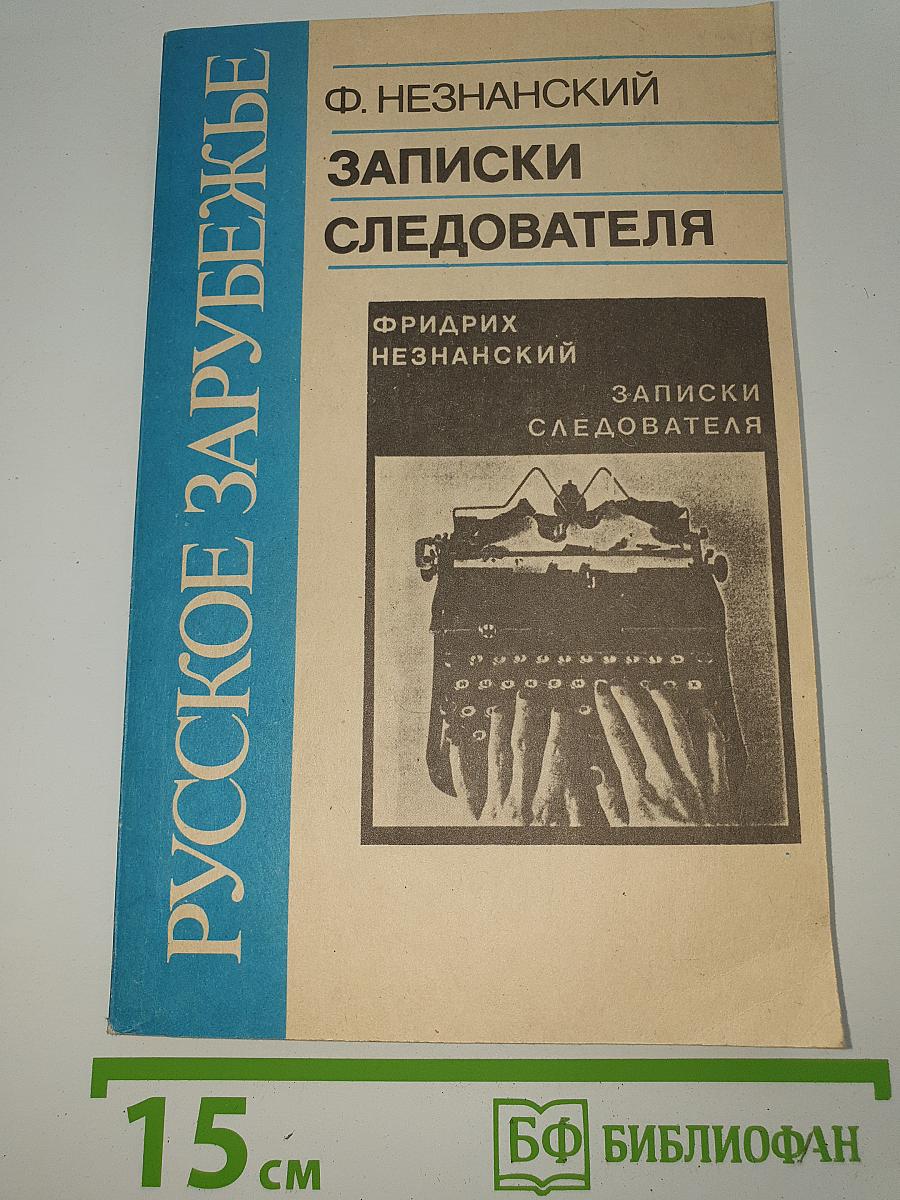 РУССКОЕ ЗАРУБЕЖЬЕ
Ф. НЕЗНАНСКИЙ
ЗАПИСКИ
СЛЕДОВАТЕЛЯ
ФРИДРИХ
НЕЗНАНСКИЙ
ЗАПИСКИ
СЛЕДОВАТЕЛЯ
15 см
БФ БИБЛИОФАН